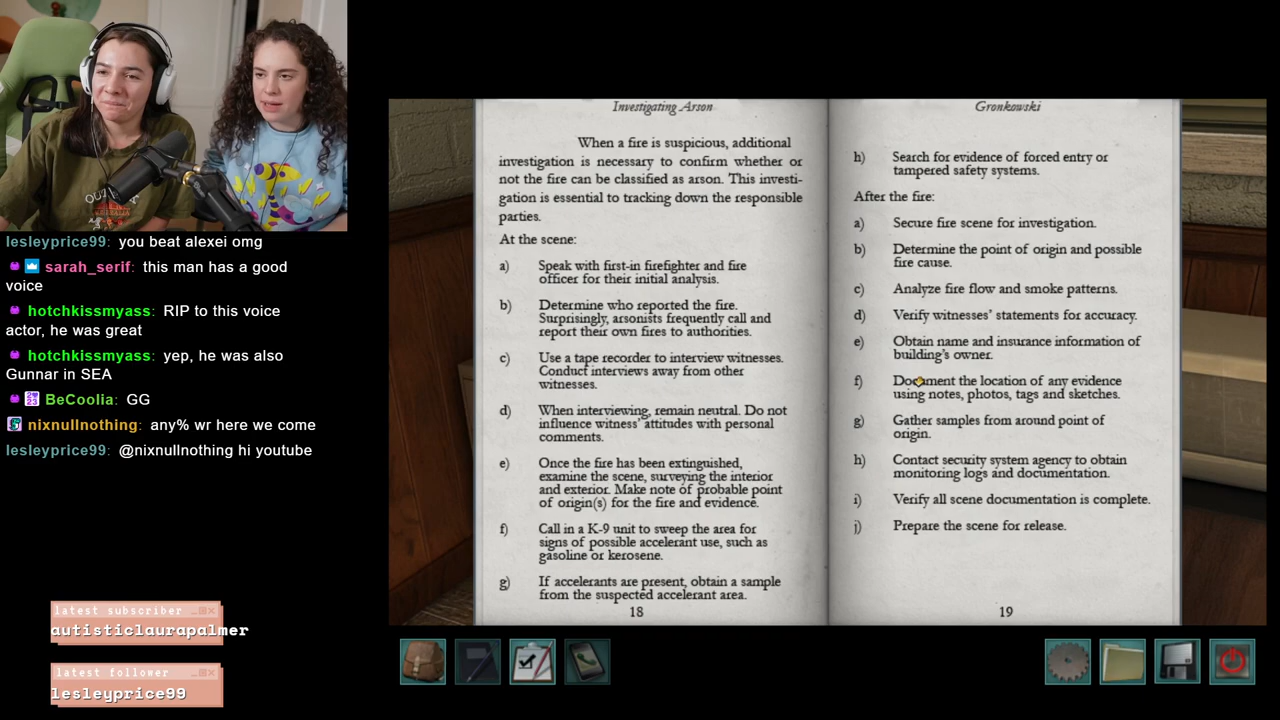 lesleyprice99: you beat alexei omg
sarah_serif: this man has a good
voice
hotchkissmyass: RIP to this voice
actor, he was great
hotchkissmyass: yep, he was also
Gunnar in SEA
BeCoolia: GG
nixnullnothing: any% wr here we come
lesleyprice99: @nixnullnothing hi youtube
latest subscriber
autisticlaurapalmer
latest follower
lesleyprice99
Investigating Arson
When a fire is suspicious, additional
investigation is necessary to confirm whether or
not the fire can be classified as arson. This investi-
gation is essential to tracking down the responsible
parties.
At the scene:
a) Speak with first-in firefighter and fire
officer for their initial analysis.
b) Determine who reported the fire.
Surprisingly, arsonists frequently call and
report their own fires to authorities.
c) Use a tape recorder to interview witnesses.
Conduct interviews away from other
witnesses.
d) When interviewing, remain neutral. Do not
influence witness' attitudes with personal
comments.
e) Once the fire has been extinguished,
examine the scene, surveying the interior
and exterior. Make note of probable point
of origin(s) for the fire and evidence.
f) Call in a K-9 unit to sweep the area for
signs of possible accelerant use, such as
gasoline or kerosene.
g) If accelerants are present, obtain a sample
from the suspected accelerant area.
18
Gronkowski
h) Search for evidence of forced entry or
tampered safety systems.
After the fire:
a) Secure fire scene for investigation.
b) Determine the point of origin and possible
fire cause.
c) Analyze fire flow and smoke patterns.
d) Verify witnesses' statements for accuracy.
e) Obtain name and insurance information of
building's owner.
f) Document the location of any evidence
using notes, photos, tags and sketches.
g) Gather samples from around point of
origin.
h) Contact security system agency to obtain
monitoring logs and documentation.
i) Verify all scene documentation is complete.
j) Prepare the scene for release.
19